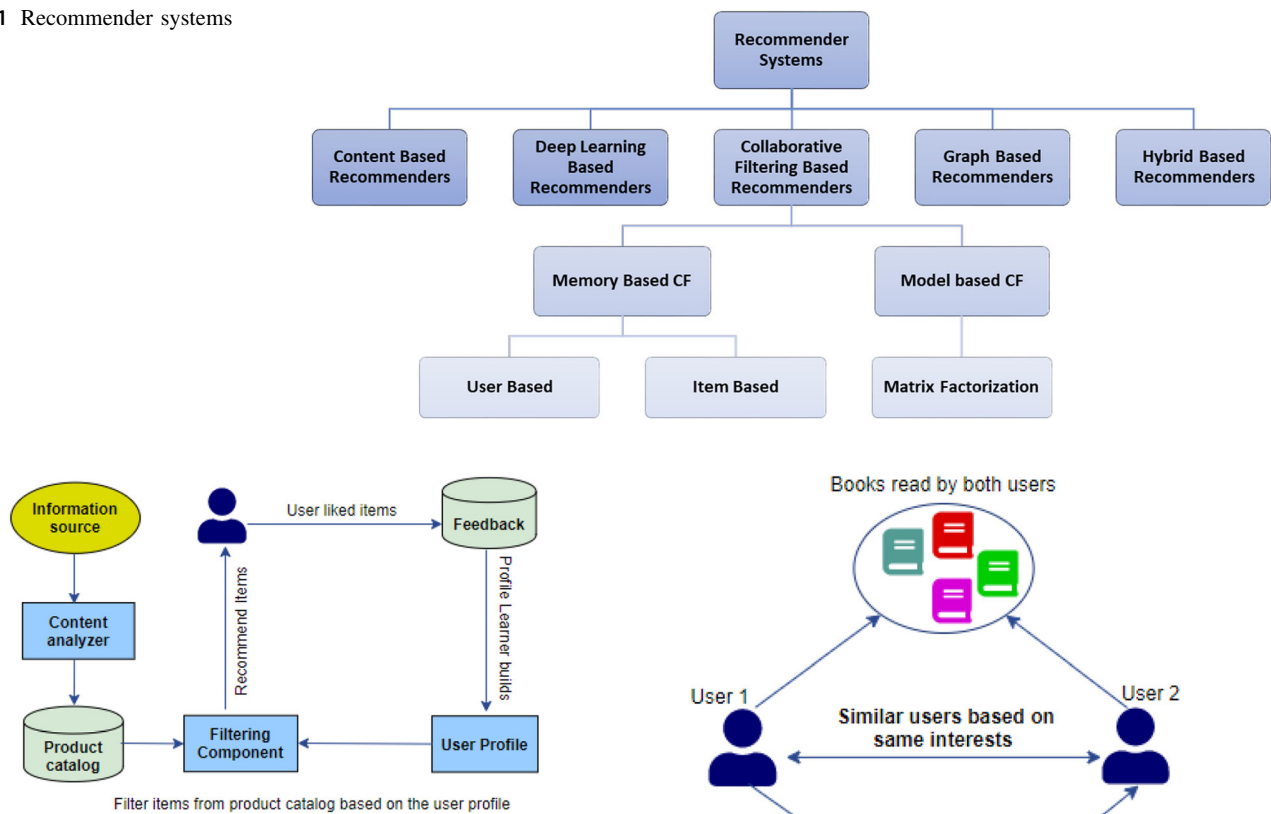 1 Recommender systems
Recommender
Systems
Content Based
Recommenders
Deep Learning
Based
Recommenders
Collaborative
Filtering Based
Recommenders
Graph Based
Recommenders
Hybrid Based
Recommenders
Memory Based CF
Model based CF
User Based
Item Based
Matrix Factorization
Information
source
User liked items
Feedback
Content
analyzer
Recommend Items
Profile Learner builds
Product
catalog
Filtering
Component
User Profile
Filter items from product catalog based on the user profile
Books read by both users
User 1
User 2
Similar users based on
same interests